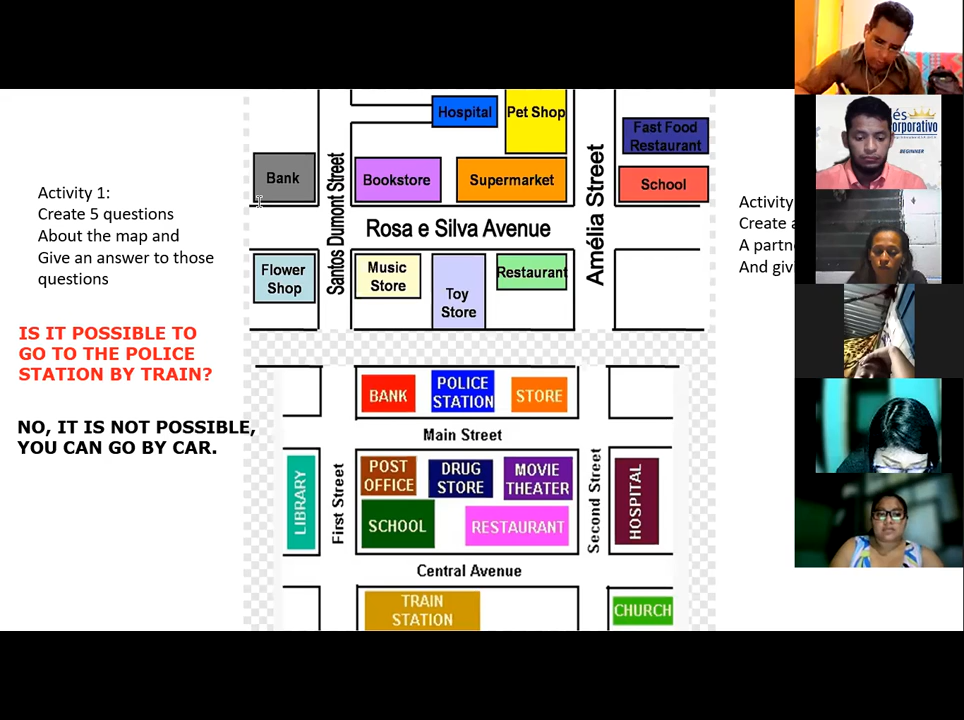 Activity 1:
Create 5 questions
About the map and
Give an answer to those
questions
IS IT POSSIBLE TO
GO TO THE POLICE
STATION BY TRAIN?
NO, IT IS NOT POSSIBLE,
YOU CAN GO BY CAR.
Hospital
Pet Shop
Fast Food
Restaurant
Bank
Bookstore
Supermarket
School
Santos Dumont Street
Rosa e Silva Avenue
Amélia Street
Flower
Shop
Music
Store
Toy
Store
Restaurant
BANK
POLICE
STATION
STORE
Main Street
LIBRARY
First Street
POST
OFFICE
DRUG
STORE
MOVIE
THEATER
SCHOOL
RESTAURANT
Second Street
HOSPITAL
Central Avenue
TRAIN
STATION
CHURCH
Activity
Create
A
And
BEGINNER